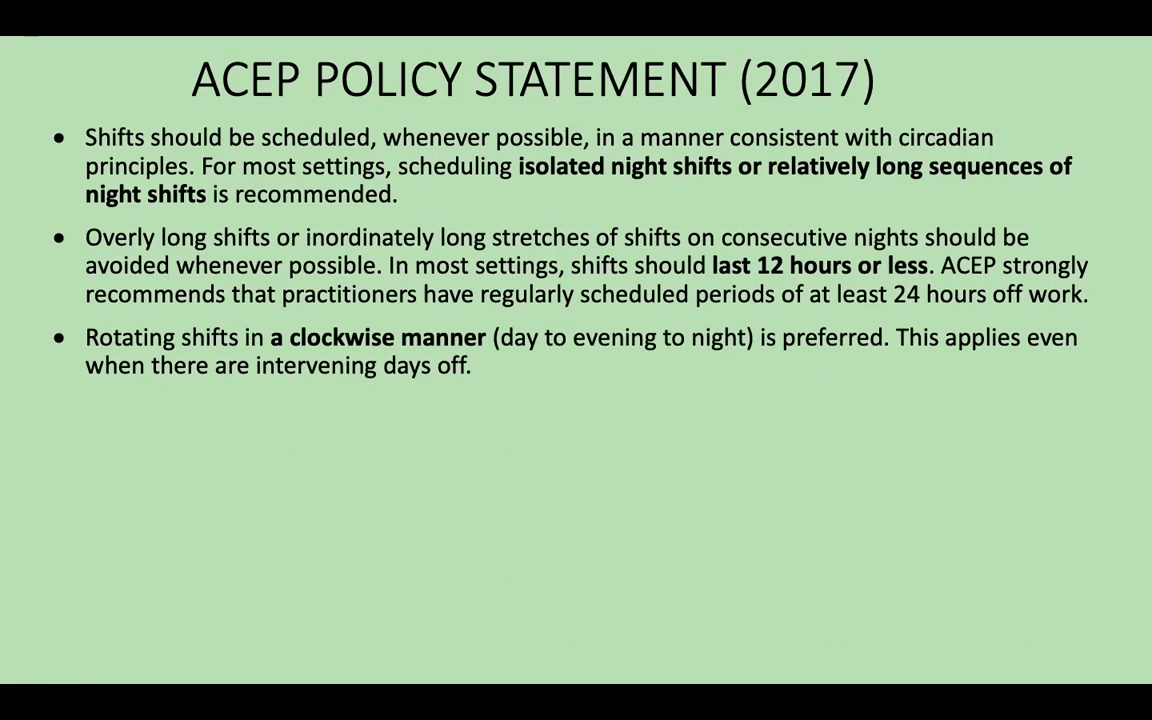 ACEP POLICY STATEMENT (2017)
• Shifts should be scheduled, whenever possible, in a manner consistent with circadian
principles. For most settings, scheduling isolated night shifts or relatively long sequences of
night shifts is recommended.
• Overly long shifts or inordinately long stretches of shifts on consecutive nights should be
avoided whenever possible. In most settings, shifts should last 12 hours or less. ACEP strongly
recommends that practitioners have regularly scheduled periods of at least 24 hours off work.
• Rotating shifts in a clockwise manner (day to evening to night) is preferred. This applies even
when there are intervening days off.